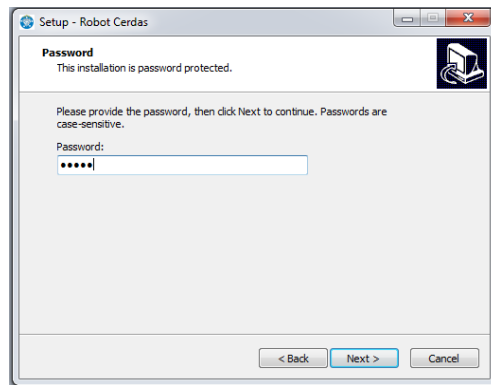 Setup - Robot Cerdas
Password
This installation is password protected.
Please provide the password, then click Next to continue. Passwords are
case-sensitive.
Password:
●●●●●
< Back
Next >
Cancel